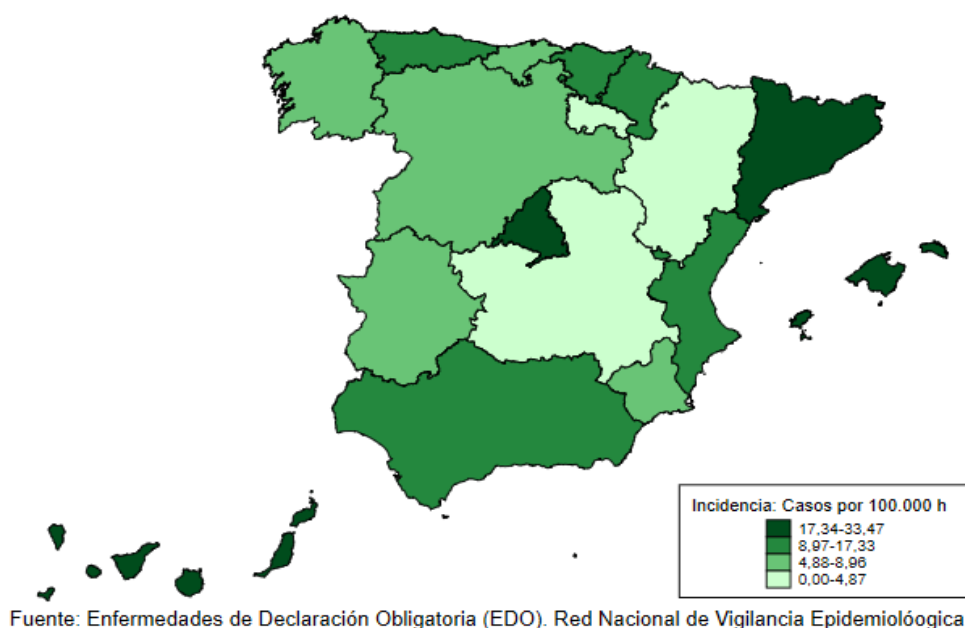 Incidencia: Casos por 100.000 h
17,34-33,47
8,97-17,33
4,88-8,96
0,00-4,87
Fuente: Enfermedades de Declaración Obligatoria (EDO). Red Nacional de Vigilancia Epidemiolóogica